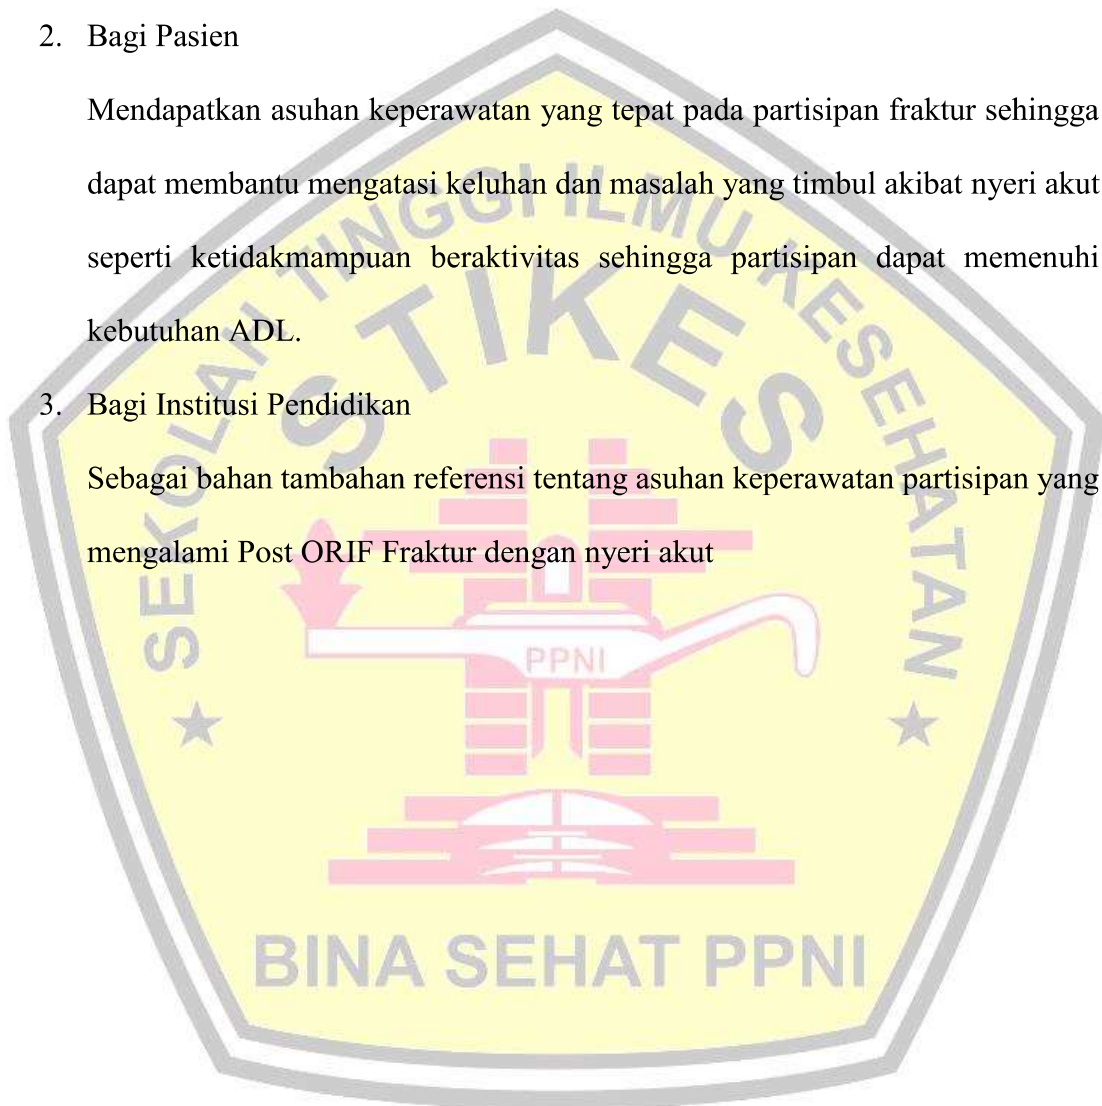 2. Bagi Pasien
Mendapatkan asuhan keperawatan yang tepat pada partisipan fraktur sehingga
dapat membantu mengatasi keluhan dan masalah yang timbul akibat nyeri akut
seperti ketidakmampuan beraktivitas sehingga partisipan dapat memenuhi
kebutuhan ADL.
3. Bagi Institusi Pendidikan
Sebagai bahan tambahan referensi tentang asuhan keperawatan partisipan yang
mengalami Post ORIF Fraktur dengan nyeri akut
SEKOLAH TINGGI ILMU KESEHATAN
STIKES
PPNI
BINA SEHAT PPNI